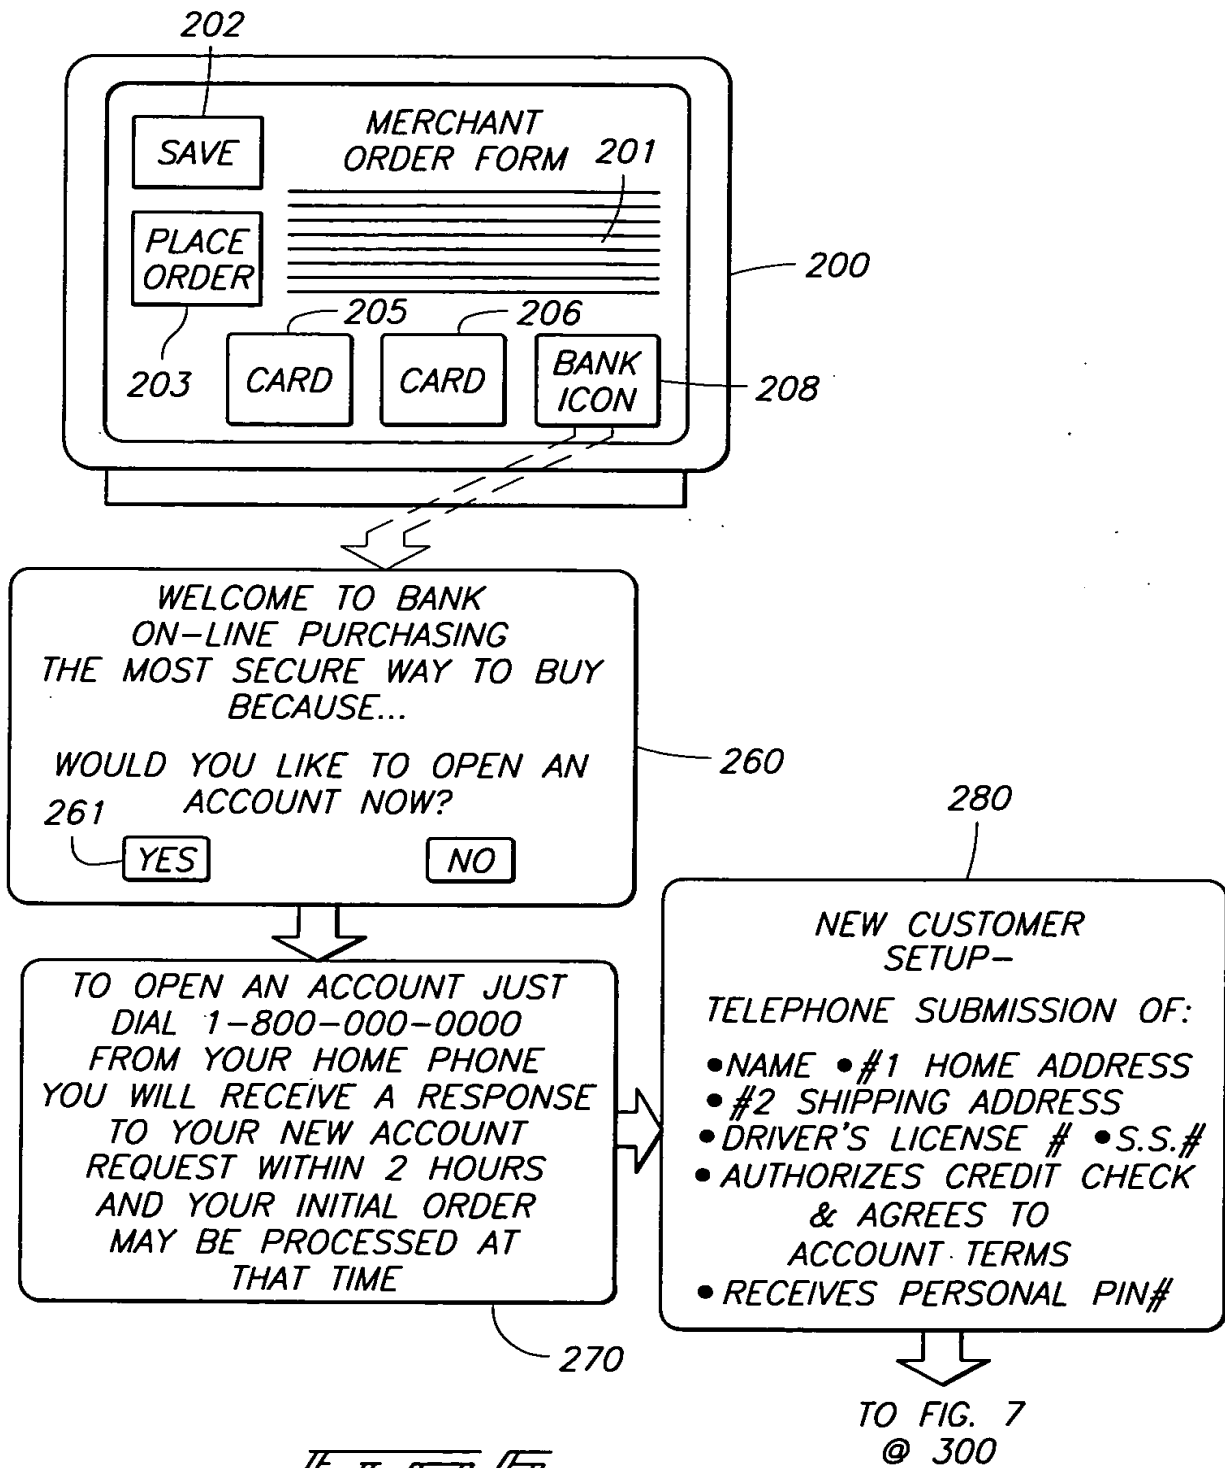 202
SAVE
MERCHANT
ORDER FORM
201
PLACE
ORDER
200
203
205
CARD
206
CARD
BANK
ICON
208
WELCOME TO BANK
ON-LINE PURCHASING
THE MOST SECURE WAY TO BUY
BECAUSE...
WOULD YOU LIKE TO OPEN AN
ACCOUNT NOW?
260
261
YES
NO
TO OPEN AN ACCOUNT JUST
DIAL 1-800-000-0000
FROM YOUR HOME PHONE
YOU WILL RECEIVE A RESPONSE
TO YOUR NEW ACCOUNT
REQUEST WITHIN 2 HOURS
AND YOUR INITIAL ORDER
MAY BE PROCESSED AT
THAT TIME
270
280
NEW CUSTOMER
SETUP-
TELEPHONE SUBMISSION OF:
•NAME •#1 HOME ADDRESS
•#2 SHIPPING ADDRESS
•DRIVER'S LICENSE # •S.S.#
•AUTHORIZES CREDIT CHECK
& AGREES TO
ACCOUNT TERMS
•RECEIVES PERSONAL PIN#
TO FIG. 7
@ 300